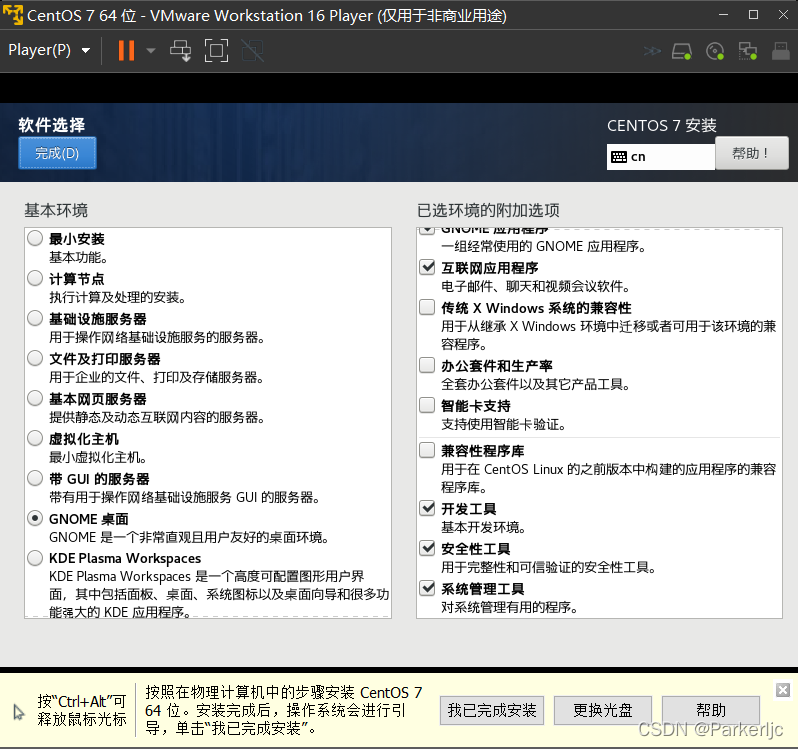 CentOS 7 64 位 - VMware Workstation 16 Player (仅用于非商业用途)
Player(P)
软件选择
完成(D)
CENTOS 7 安装
cn
帮助！
基本环境
最小安装
基本功能。
计算节点
执行计算及处理的安装。
基础设施服务器
用于操作网络基础设施服务的服务器。
文件及打印服务器
用于企业的文件、打印及存储服务器。
基本网页服务器
提供静态及动态互联网内容的服务器。
虚拟化主机
最小虚拟化主机。
带 GUI 的服务器
带有用于操作网络基础设施服务 GUI 的服务器。
GNOME 桌面
GNOME 是一个非常直观且用户友好的桌面环境。
KDE Plasma Workspaces
KDE Plasma Workspaces 是一个高度可配置图形用户界
面，其中包括面板、桌面、系统图标以及桌面向导和很多功
能强大的 KDE 应用程序。
已选环境的附加选项
GNOME 应用程序
一组经常使用的 GNOME 应用程序。
互联网应用程序
电子邮件、聊天和视频会议软件。
传统 X Windows 系统的兼容性
用于从继承 X Windows 环境中迁移或者可用于该环境的兼
容程序。
办公套件和生产率
全套办公套件以及其它产品工具。
智能卡支持
支持使用智能卡验证。
兼容性程序库
用于在 CentOS Linux 的之前版本中构建的应用程序的兼容
程序库。
开发工具
基本开发环境。
安全性工具
用于完整性和可信验证的安全性工具。
系统管理工具
对系统管理有用的程序。
按“Ctrl+Alt”可
释放鼠标光标
按照在物理计算机中的步骤安装 CentOS 7
64 位。安装完成后，操作系统会进行引
导，单击“我已完成安装”。
我已完成安装
更换光盘
帮助
CSDN @Parkerljc